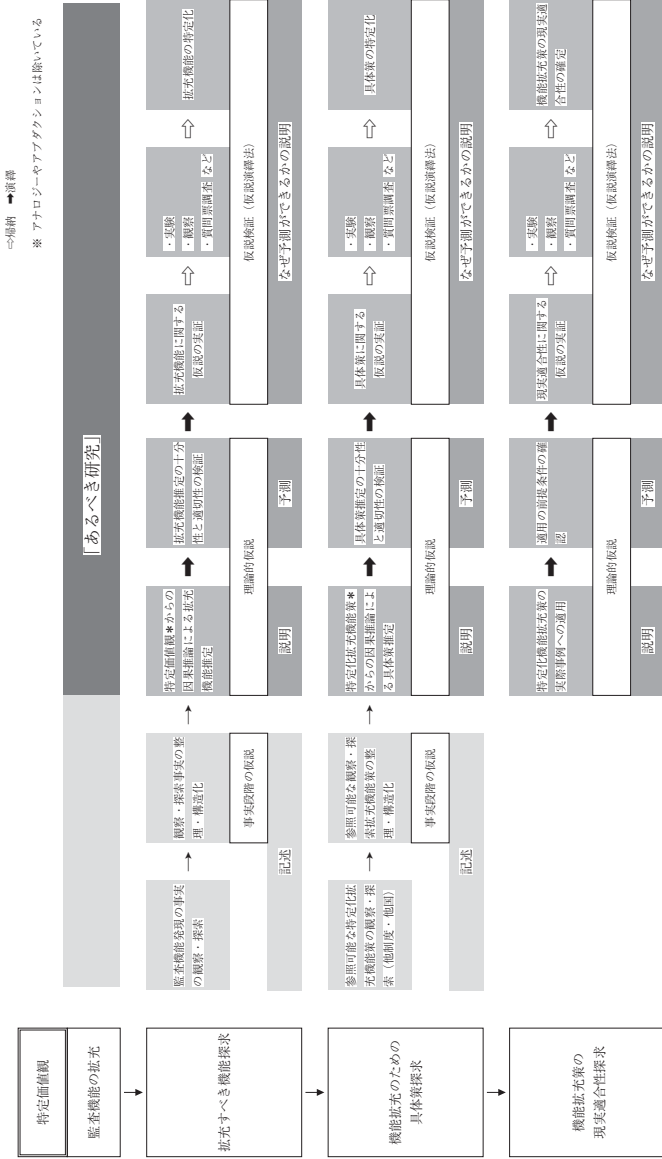 ⇨帰納 ➡演繹
※ アナロジーやアブダクションは除いている
特定価値観
監査機能の拡充
「あるべき研究」
拡充すべき機能探求
監査機能発現の事実
の観察・探索
観察・探索事実の整
理・構造化
事実段階の仮説
記述
特定価値観＊からの
因果推論による拡充
機能推定
拡充機能推定の十分
性と適切性の検証
理論的仮説
説明
予測
拡充機能に関する
仮説の実証
・実験
・観察
・質問票調査 など
拡充機能の特定化
仮説検証（仮説演繹法）
なぜ予測ができるかの説明
機能拡充のための
具体策探求
参照可能な特定化拡
充機能策の観察・探
索（他制度・他国）
参照可能な観察・探
索拡充機能策の整
理・構造化
事実段階の仮説
記述
特定化拡充機能策＊
からの因果推論によ
る具体策推定
具体策推定の十分性
と適切性の検証
理論的仮説
説明
予測
具体策に関する
仮説の実証
・実験
・観察
・質問票調査 など
具体策の特定化
仮説検証（仮説演繹法）
なぜ予測ができるかの説明
機能拡充策の
現実適合性探求
特定化機能拡充策の
実際事例への適用
適用の前提条件の確
認
理論的仮説
説明
予測
現実適合性に関する
仮説の実証
・実験
・観察
・質問票調査 など
機能拡充策の現実適
合性の確定
仮説検証（仮説演繹法）
なぜ予測ができるかの説明